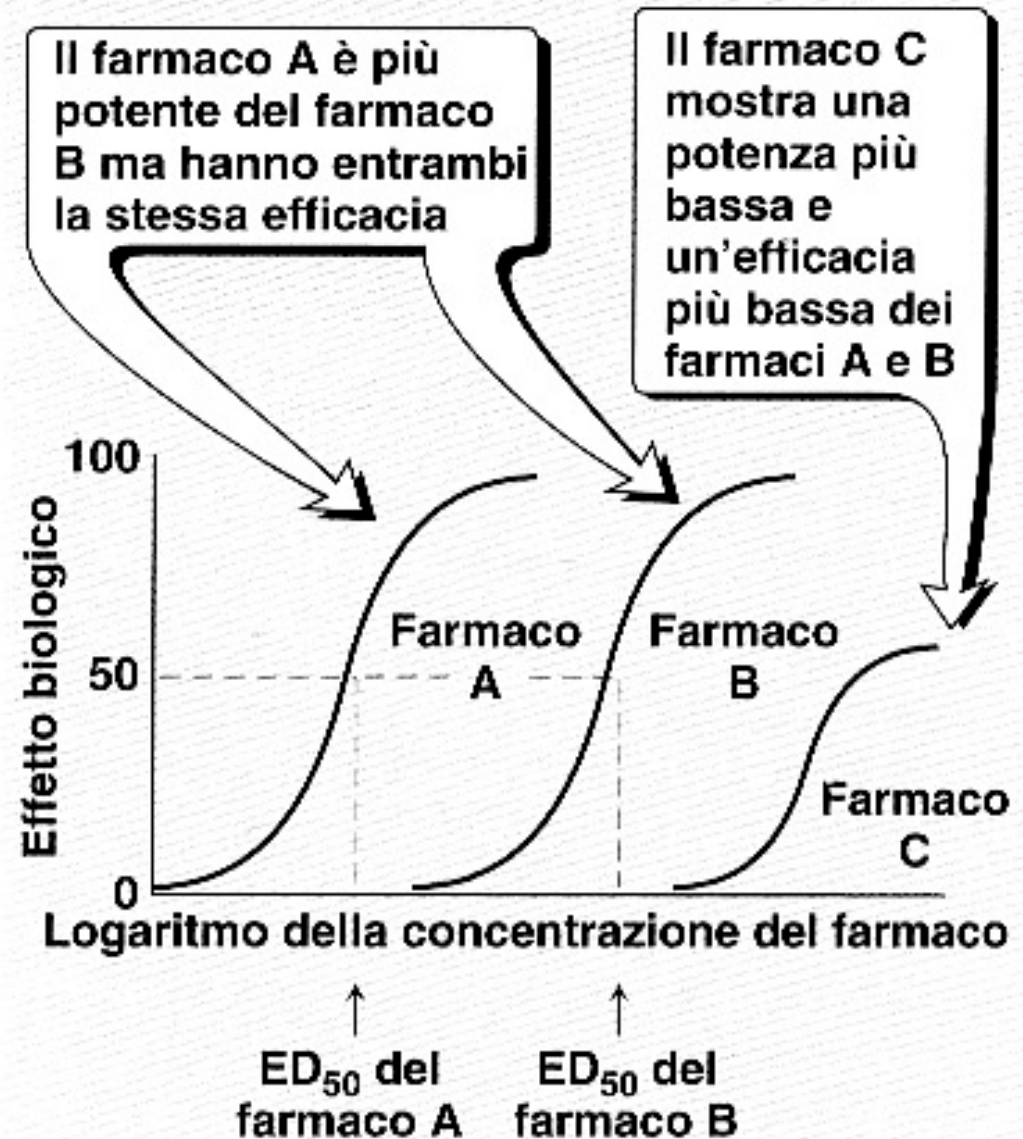 Il farmaco A è più
potente del farmaco
B ma hanno entrambi
la stessa efficacia
Il farmaco C
mostra una
potenza più
bassa e
un'efficacia
più bassa dei
farmaci A e B
100
50
0
Effetto biologico
Farmaco
A
Farmaco
B
Farmaco
C
Logaritmo della concentrazione del farmaco
ED50 del
farmaco A
ED50 del
farmaco B